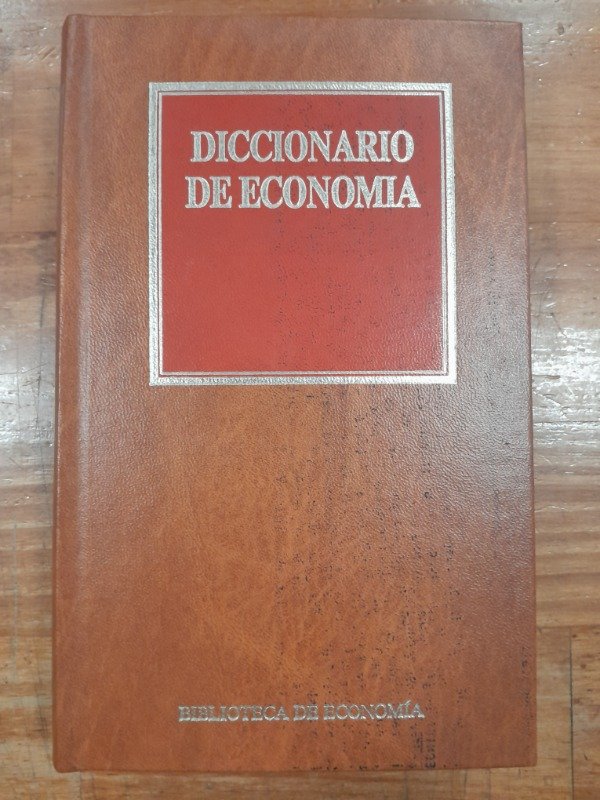 DICCIONARIO
DE ECONOMIA
BIBLIOTECA DE ECONOMÍA